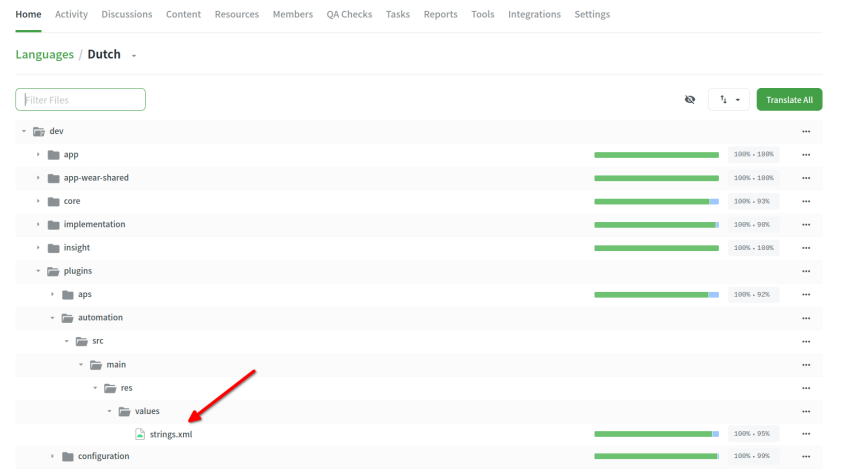 Home Activity Discussions Content Resources Members QA Checks Tasks Reports Tools Integrations Settings
Languages / Dutch
Filter Files
Translate All
dev
app 100% • 100%
app-wear-shared 100% • 100%
core 100% • 93%
implementation 100% • 98%
insight 100% • 100%
plugins
aps 100% • 92%
automation
src
main
res
values
strings.xml 100% • 95%
configuration 100% • 99%